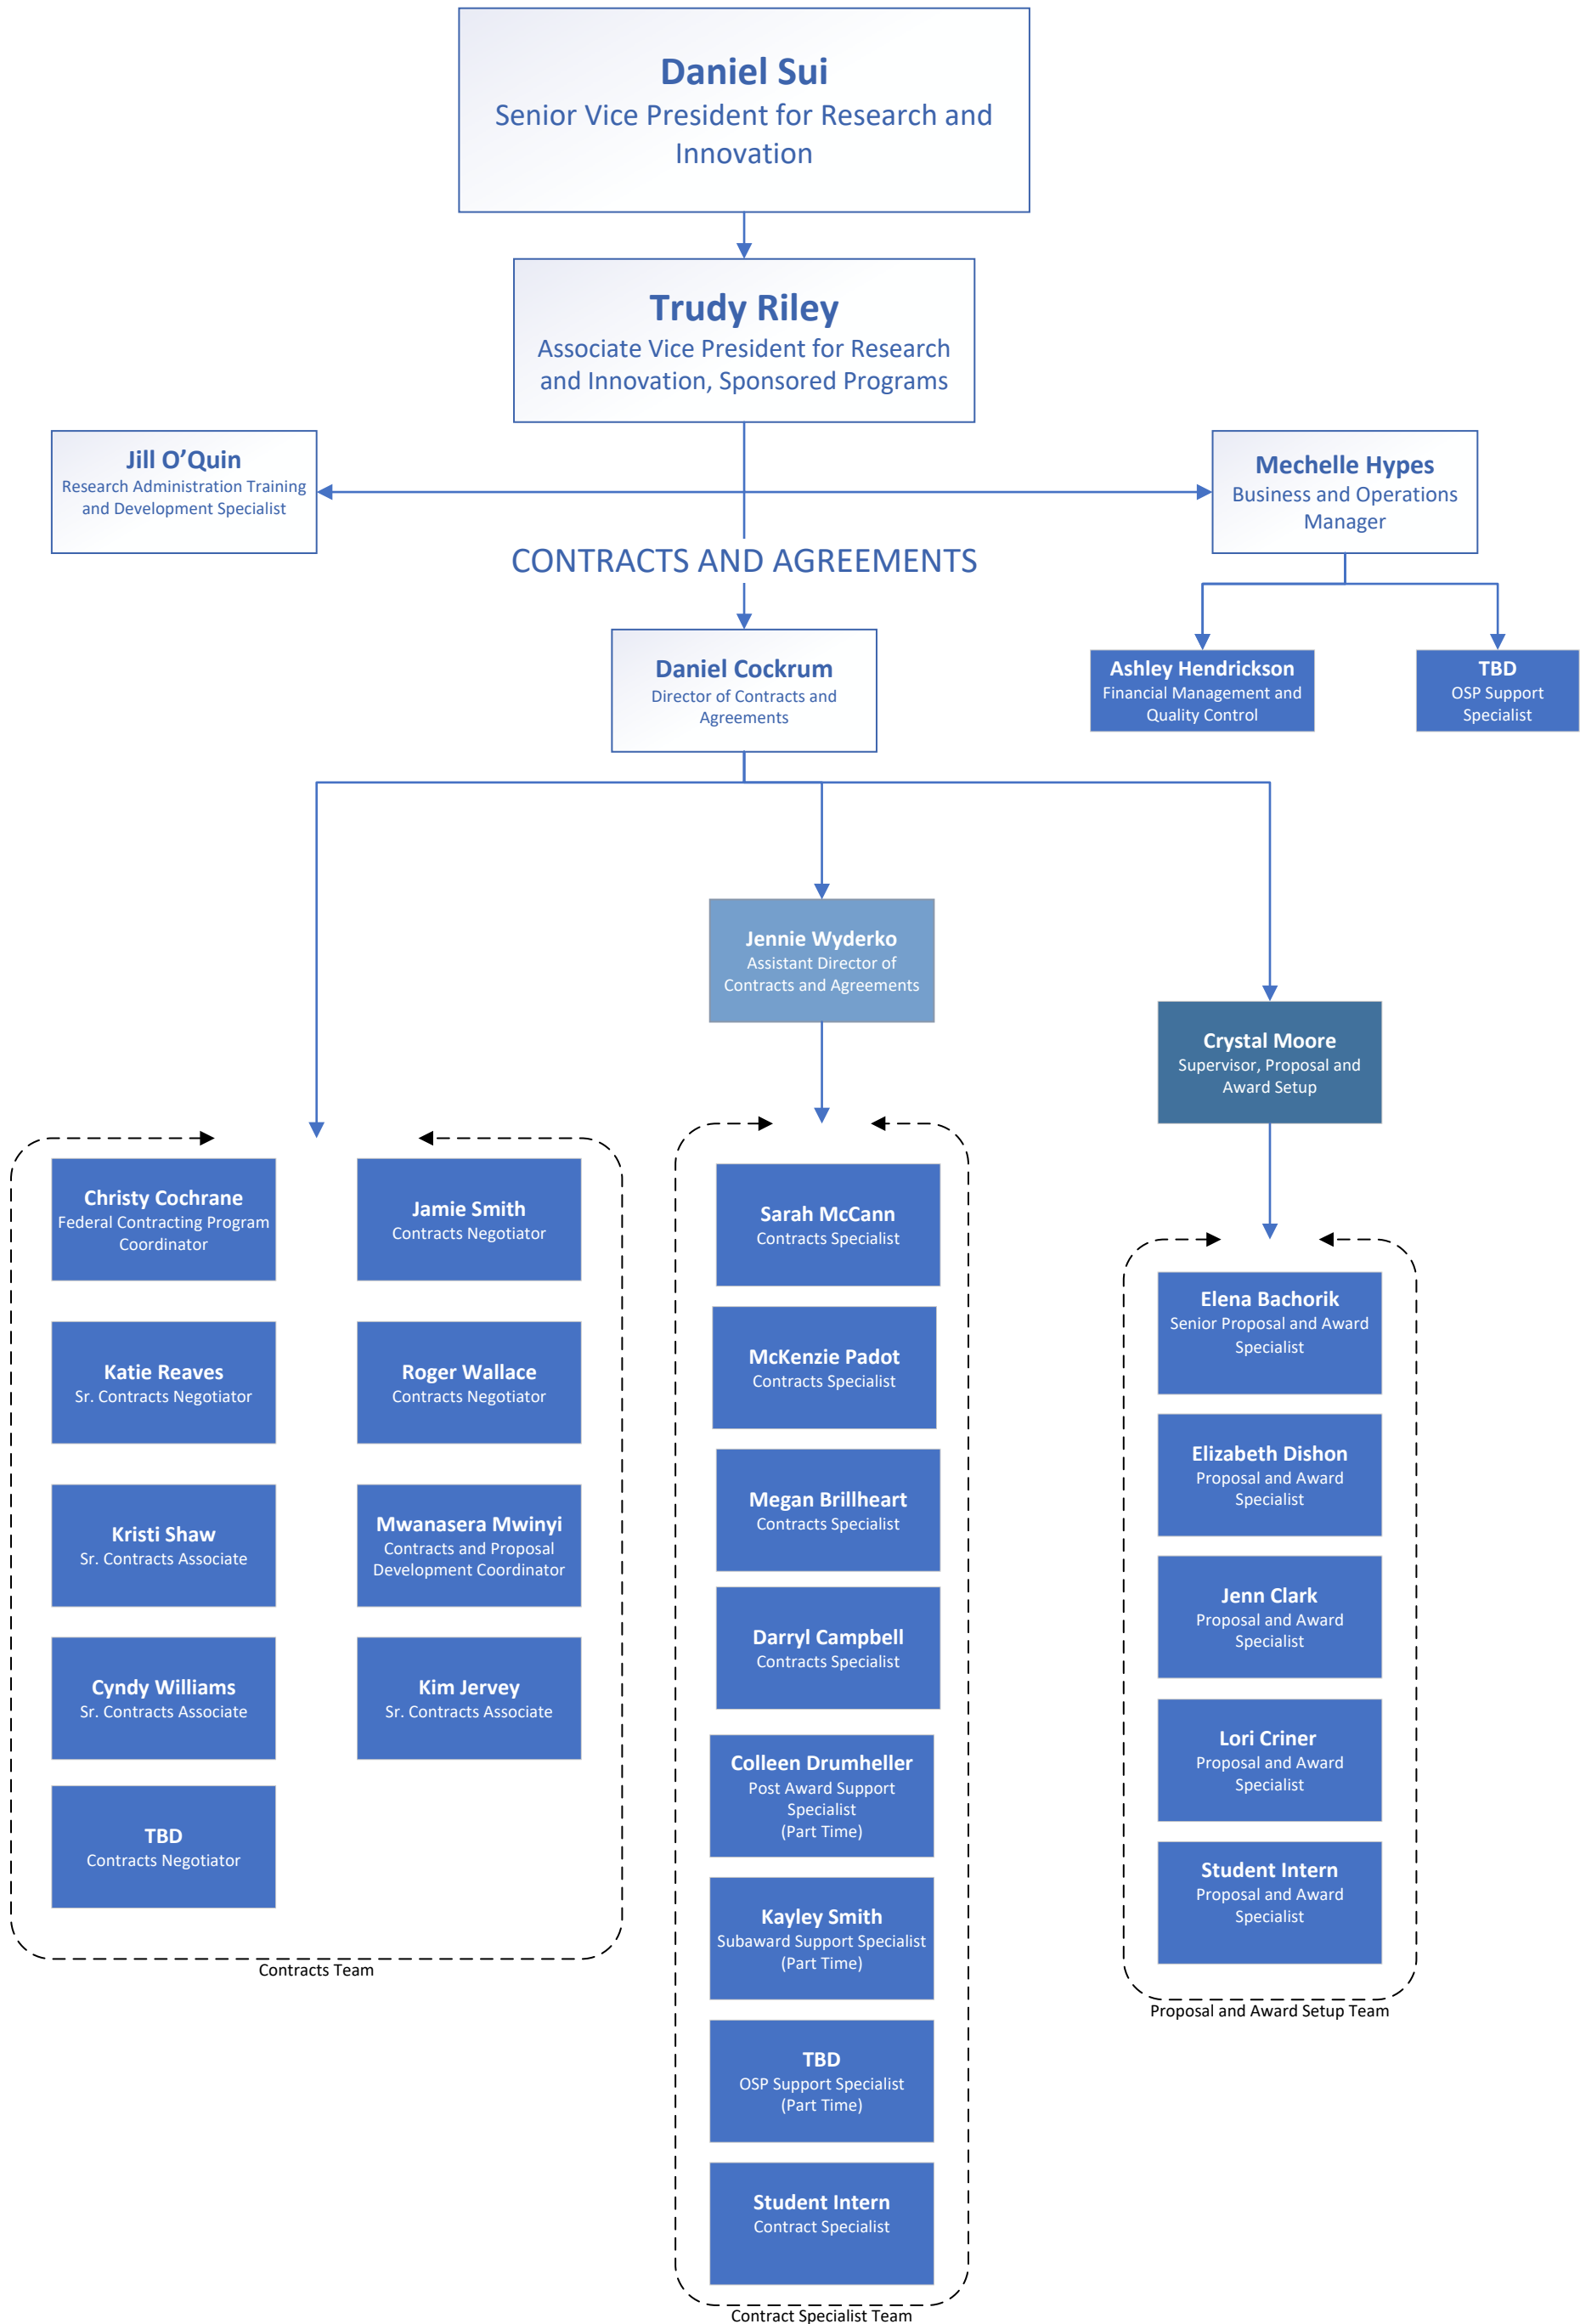 Daniel Sui
Senior Vice President for Research and
Innovation
Trudy Riley
Associate Vice President for Research
and Innovation, Sponsored Programs
Jill O’Quin
Research Administration Training
and Development Specialist
Mechelle Hypes
Business and Operations
Manager
CONTRACTS AND AGREEMENTS
Daniel Cockrum
Director of Contracts and
Agreements
Ashley Hendrickson
Financial Management and
Quality Control
TBD
OSP Support
Specialist
Jennie Wyderko
Assistant Director of
Contracts and Agreements
Crystal Moore
Supervisor, Proposal and
Award Setup
Christy Cochrane
Federal Contracting Program
Coordinator
Jamie Smith
Contracts Negotiator
Katie Reaves
Sr. Contracts Negotiator
Roger Wallace
Contracts Negotiator
Kristi Shaw
Sr. Contracts Associate
Mwanasera Mwinyi
Contracts and Proposal
Development Coordinator
Cyndy Williams
Sr. Contracts Associate
Kim Jervey
Sr. Contracts Associate
TBD
Contracts Negotiator
Contracts Team
Sarah McCann
Contracts Specialist
McKenzie Padot
Contracts Specialist
Megan Brillheart
Contracts Specialist
Darryl Campbell
Contracts Specialist
Colleen Drumheller
Post Award Support
Specialist
(Part Time)
Kayley Smith
Subaward Support Specialist
(Part Time)
TBD
OSP Support Specialist
(Part Time)
Student Intern
Contract Specialist
Contract Specialist Team
Elena Bachorik
Senior Proposal and Award
Specialist
Elizabeth Dishon
Proposal and Award
Specialist
Jenn Clark
Proposal and Award
Specialist
Lori Criner
Proposal and Award
Specialist
Student Intern
Proposal and Award
Specialist
Proposal and Award Setup Team